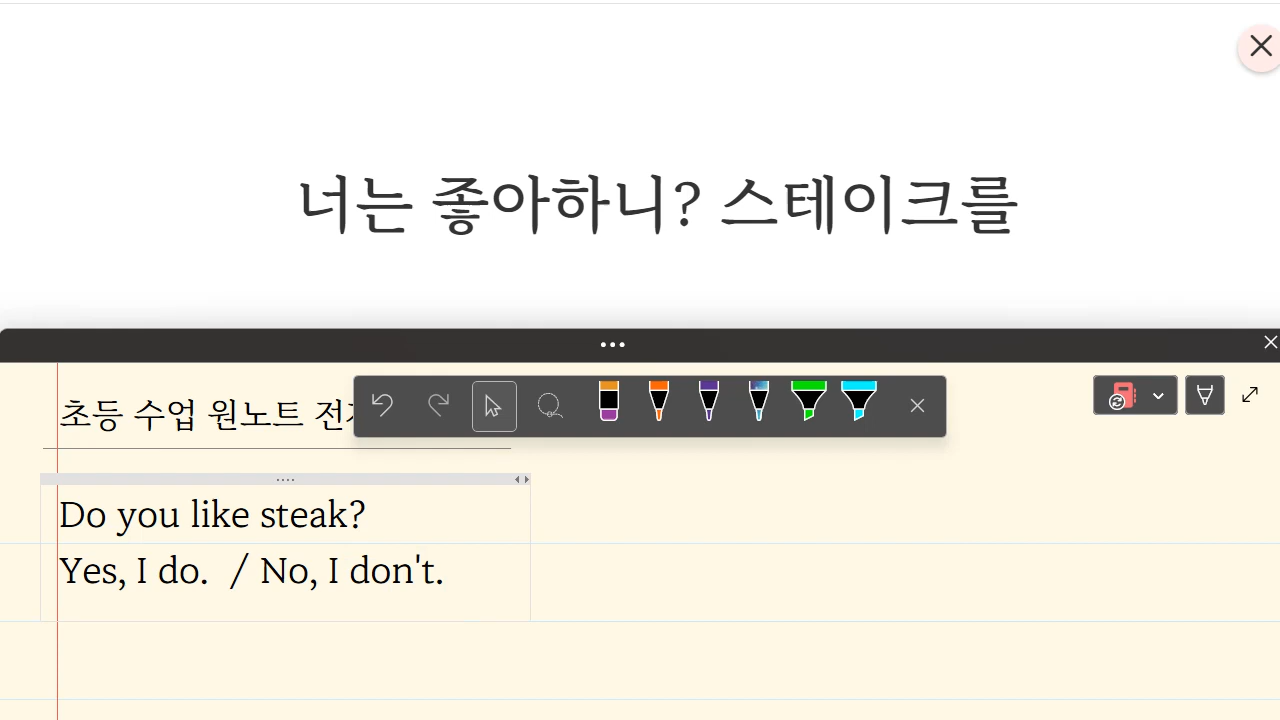 너는 좋아하니? 스테이크를
초등 수업 원노트 전
Do you like steak?
Yes, I do. / No, I don't.